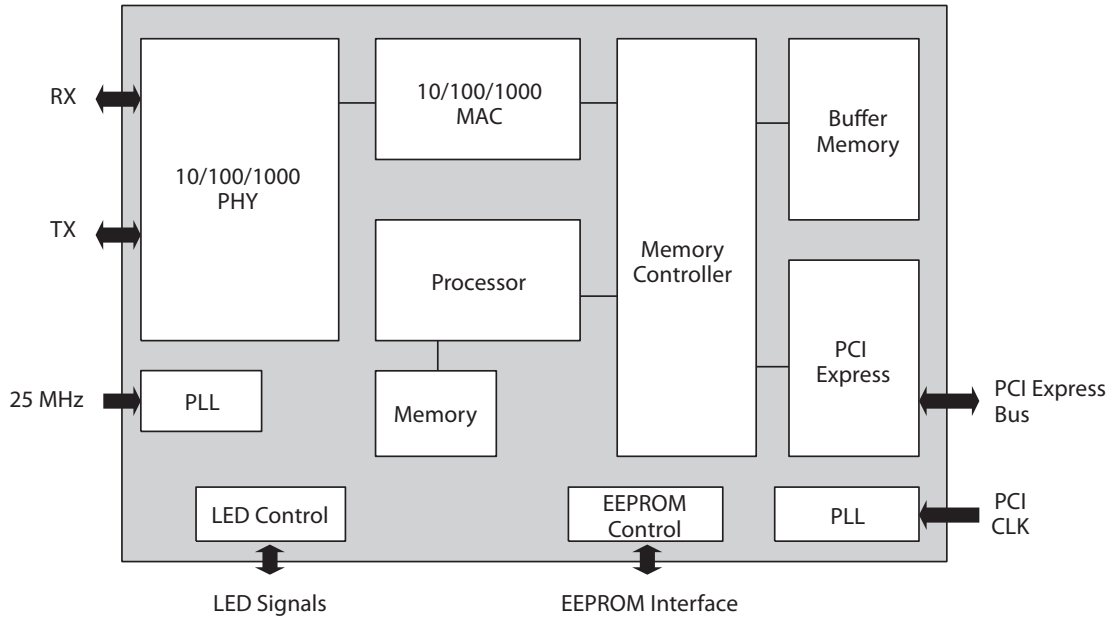 RX
TX
25 MHz
10/100/1000
PHY
10/100/1000
MAC
Processor
Memory
Memory
Controller
Buffer
Memory
PCI
Express
PCI Express
Bus
PLL
LED Control
EEPROM
Control
PLL
PCI
CLK
LED Signals
EEPROM Interface